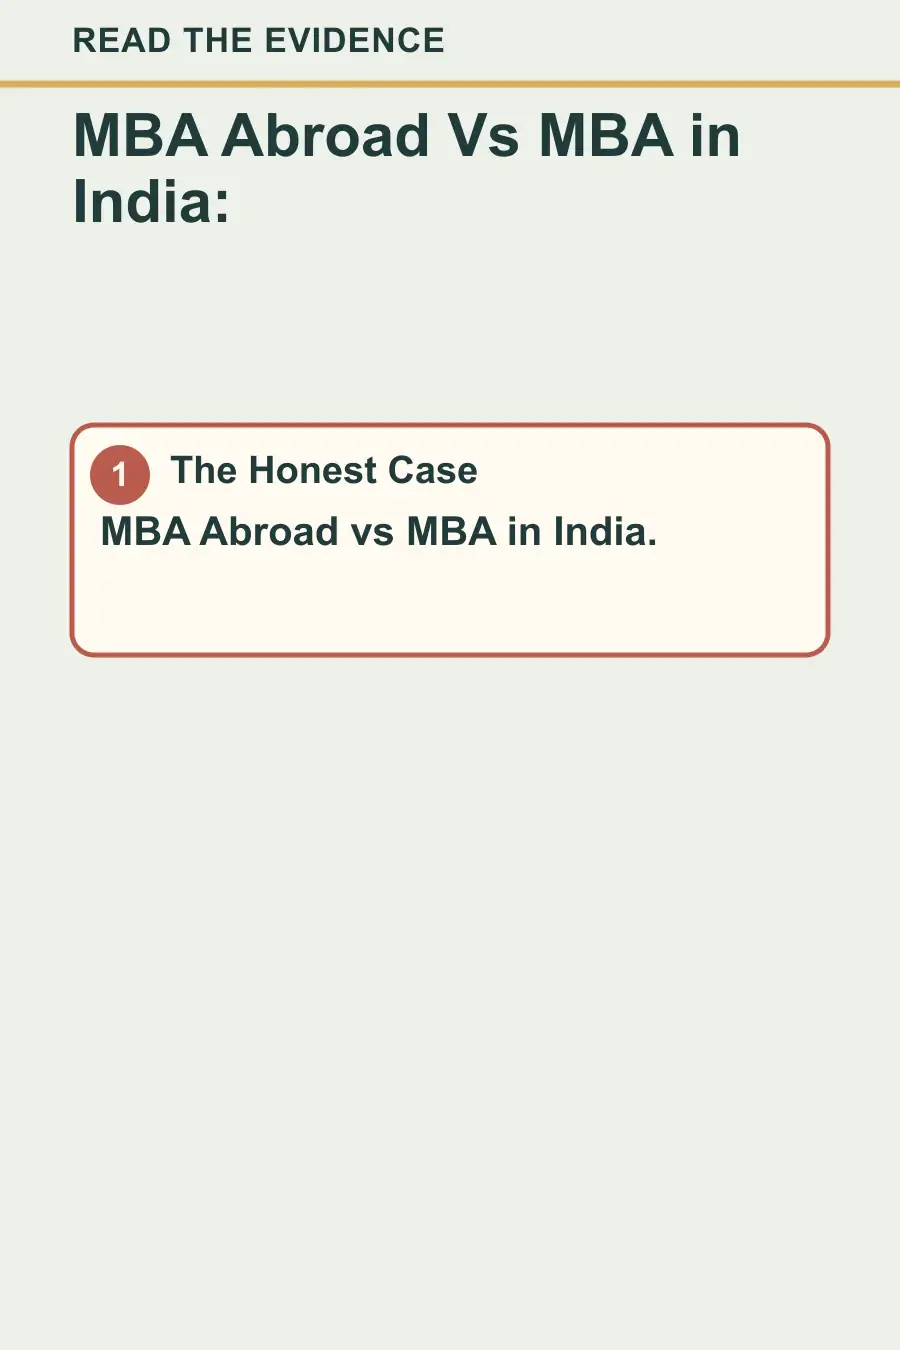 READ THE EVIDENCE
MBA Abroad Vs MBA in
India:
1 The Honest Case
MBA Abroad vs MBA in India.